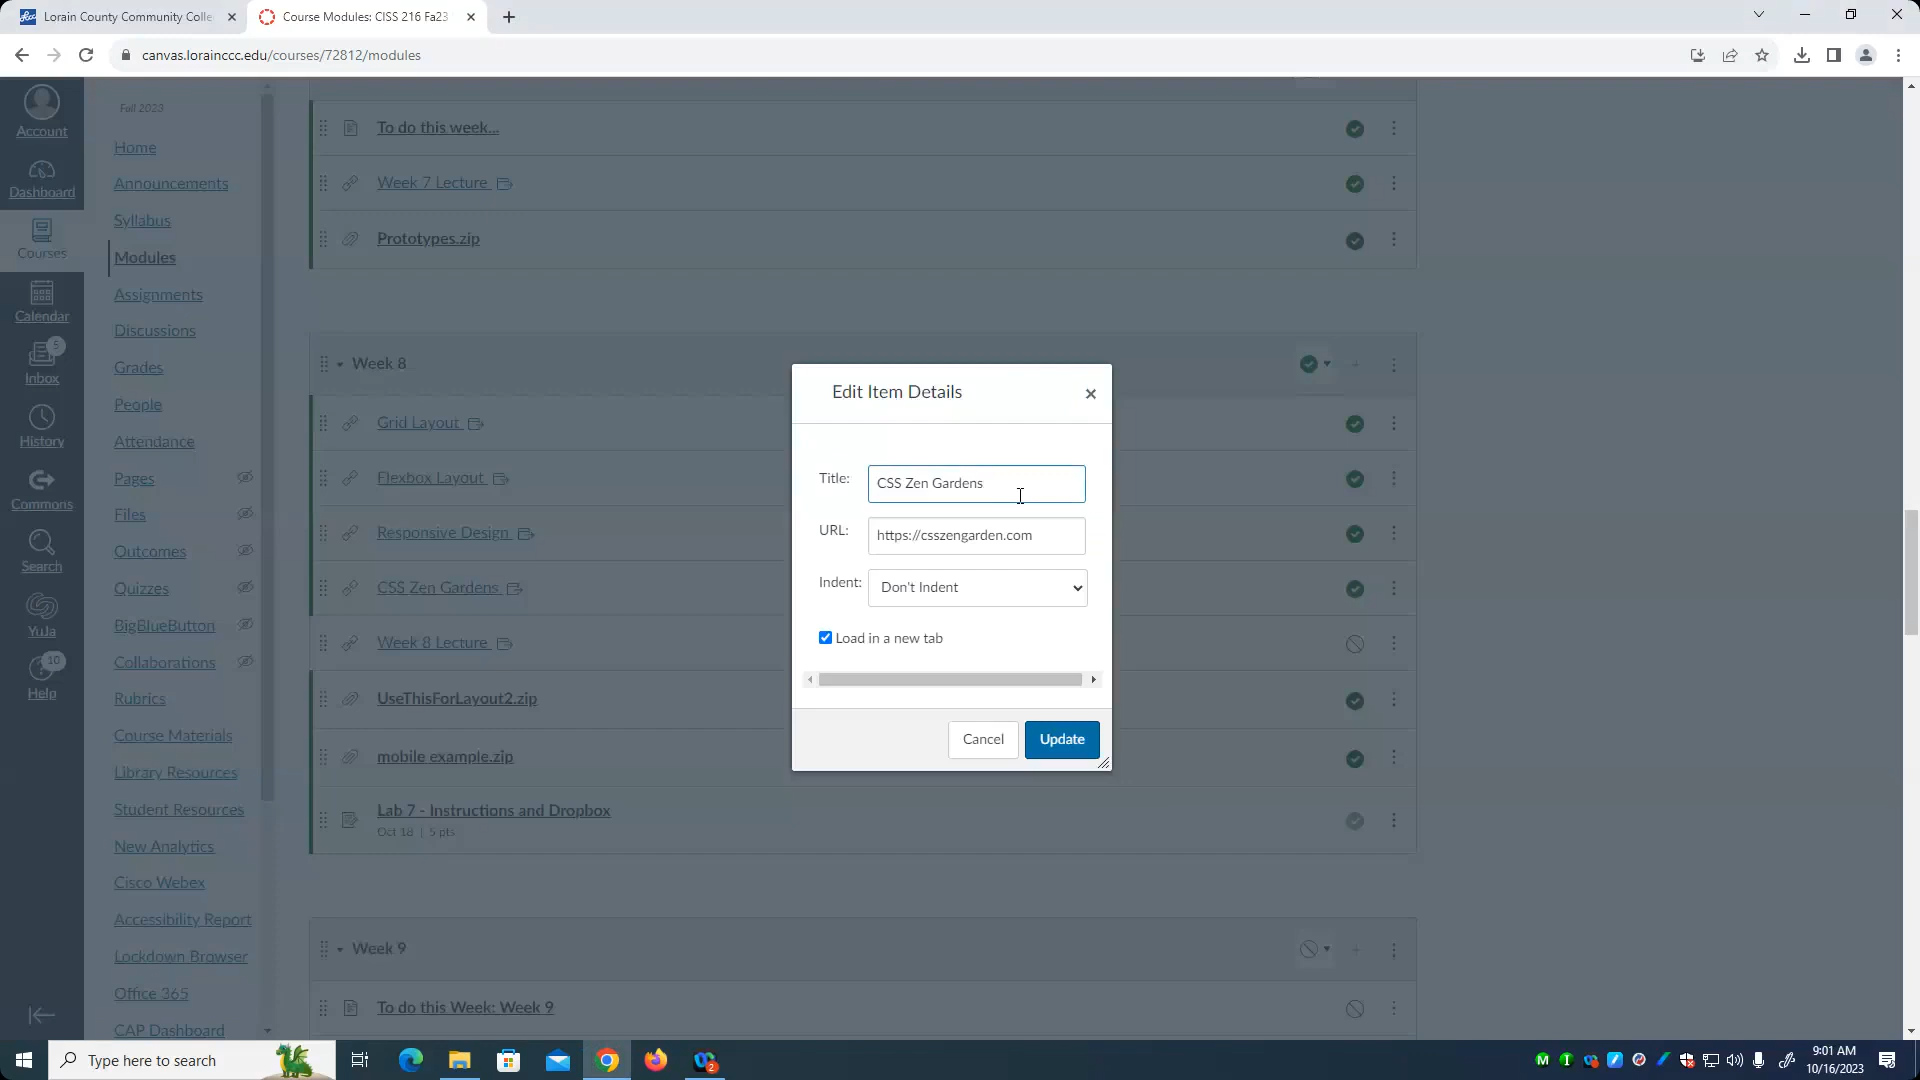 Lorain County Community Colle
Course Modules: CISS 216 Fa23
canvas.lorainccc.edu/courses/72812/modules
Account
Dashboard
Courses
Calendar
5
Inbox
History
Commons
Search
YuJa
10
Help
Fall 2023
Home
Announcements
Syllabus
Modules
Assignments
Discussions
Grades
People
Attendance
Pages
Files
Outcomes
Quizzes
BigBlueButton
Collaborations
Rubrics
Course Materials
Library Resources
Student Resources
New Analytics
Cisco Webex
Accessibility Report
Lockdown Browser
Office 365
CAP Dashboard
To do this week...
Week 7 Lecture
Prototypes.zip
Week 8
Grid Layout
Flexbox Layout
Responsive Design
CSS Zen Gardens
Week 8 Lecture
UseThisForLayout2.zip
mobile example.zip
Lab 7 - Instructions and Dropbox
Oct 18 | 5 pts
Week 9
To do this Week: Week 9
Edit Item Details
Title: CSS Zen Gardens
URL: https://csszengarden.com
Indent: Don't Indent
Load in a new tab
Cancel Update
Type here to search
2
9:01 AM
10/16/2023